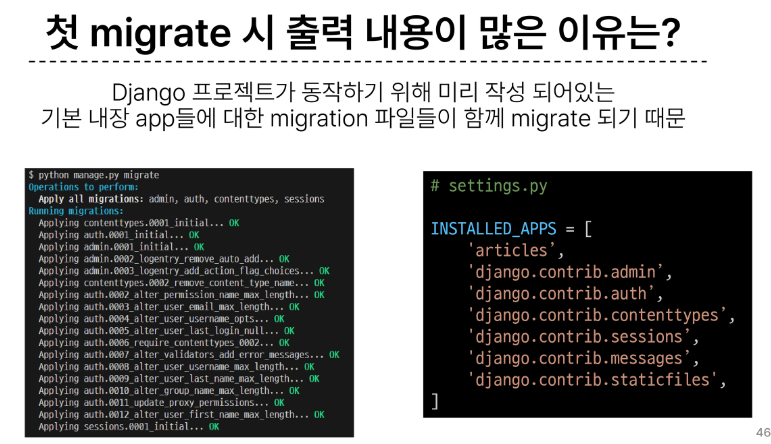 첫 migrate 시 출력 내용이 많은 이유는?
Django 프로젝트가 동작하기 위해 미리 작성 되어있는
기본 내장 app들에 대한 migration 파일들이 함께 migrate 되기 때문
$ python manage.py migrate
Operations to perform:
  Apply all migrations: admin, auth, contenttypes, sessions
Running migrations:
  Applying contenttypes.0001_initial... OK
  Applying auth.0001_initial... OK
  Applying admin.0001_initial... OK
  Applying admin.0002_logentry_remove_auto_add... OK
  Applying admin.0003_logentry_add_action_flag_choices... OK
  Applying contenttypes.0002_remove_content_type_name... OK
  Applying auth.0002_alter_permission_name_max_length... OK
  Applying auth.0003_alter_user_email_max_length... OK
  Applying auth.0004_alter_user_username_opts... OK
  Applying auth.0005_alter_user_last_login_null... OK
  Applying auth.0006_require_contenttypes_0002... OK
  Applying auth.0007_alter_validators_add_error_messages... OK
  Applying auth.0008_alter_user_username_max_length... OK
  Applying auth.0009_alter_user_last_name_max_length... OK
  Applying auth.0010_alter_group_name_max_length... OK
  Applying auth.0011_update_proxy_permissions... OK
  Applying auth.0012_alter_user_first_name_max_length... OK
  Applying sessions.0001_initial... OK
# settings.py
INSTALLED_APPS = [
    'articles',
    'django.contrib.admin',
    'django.contrib.auth',
    'django.contrib.contenttypes',
    'django.contrib.sessions',
    'django.contrib.messages',
    'django.contrib.staticfiles',
]
46